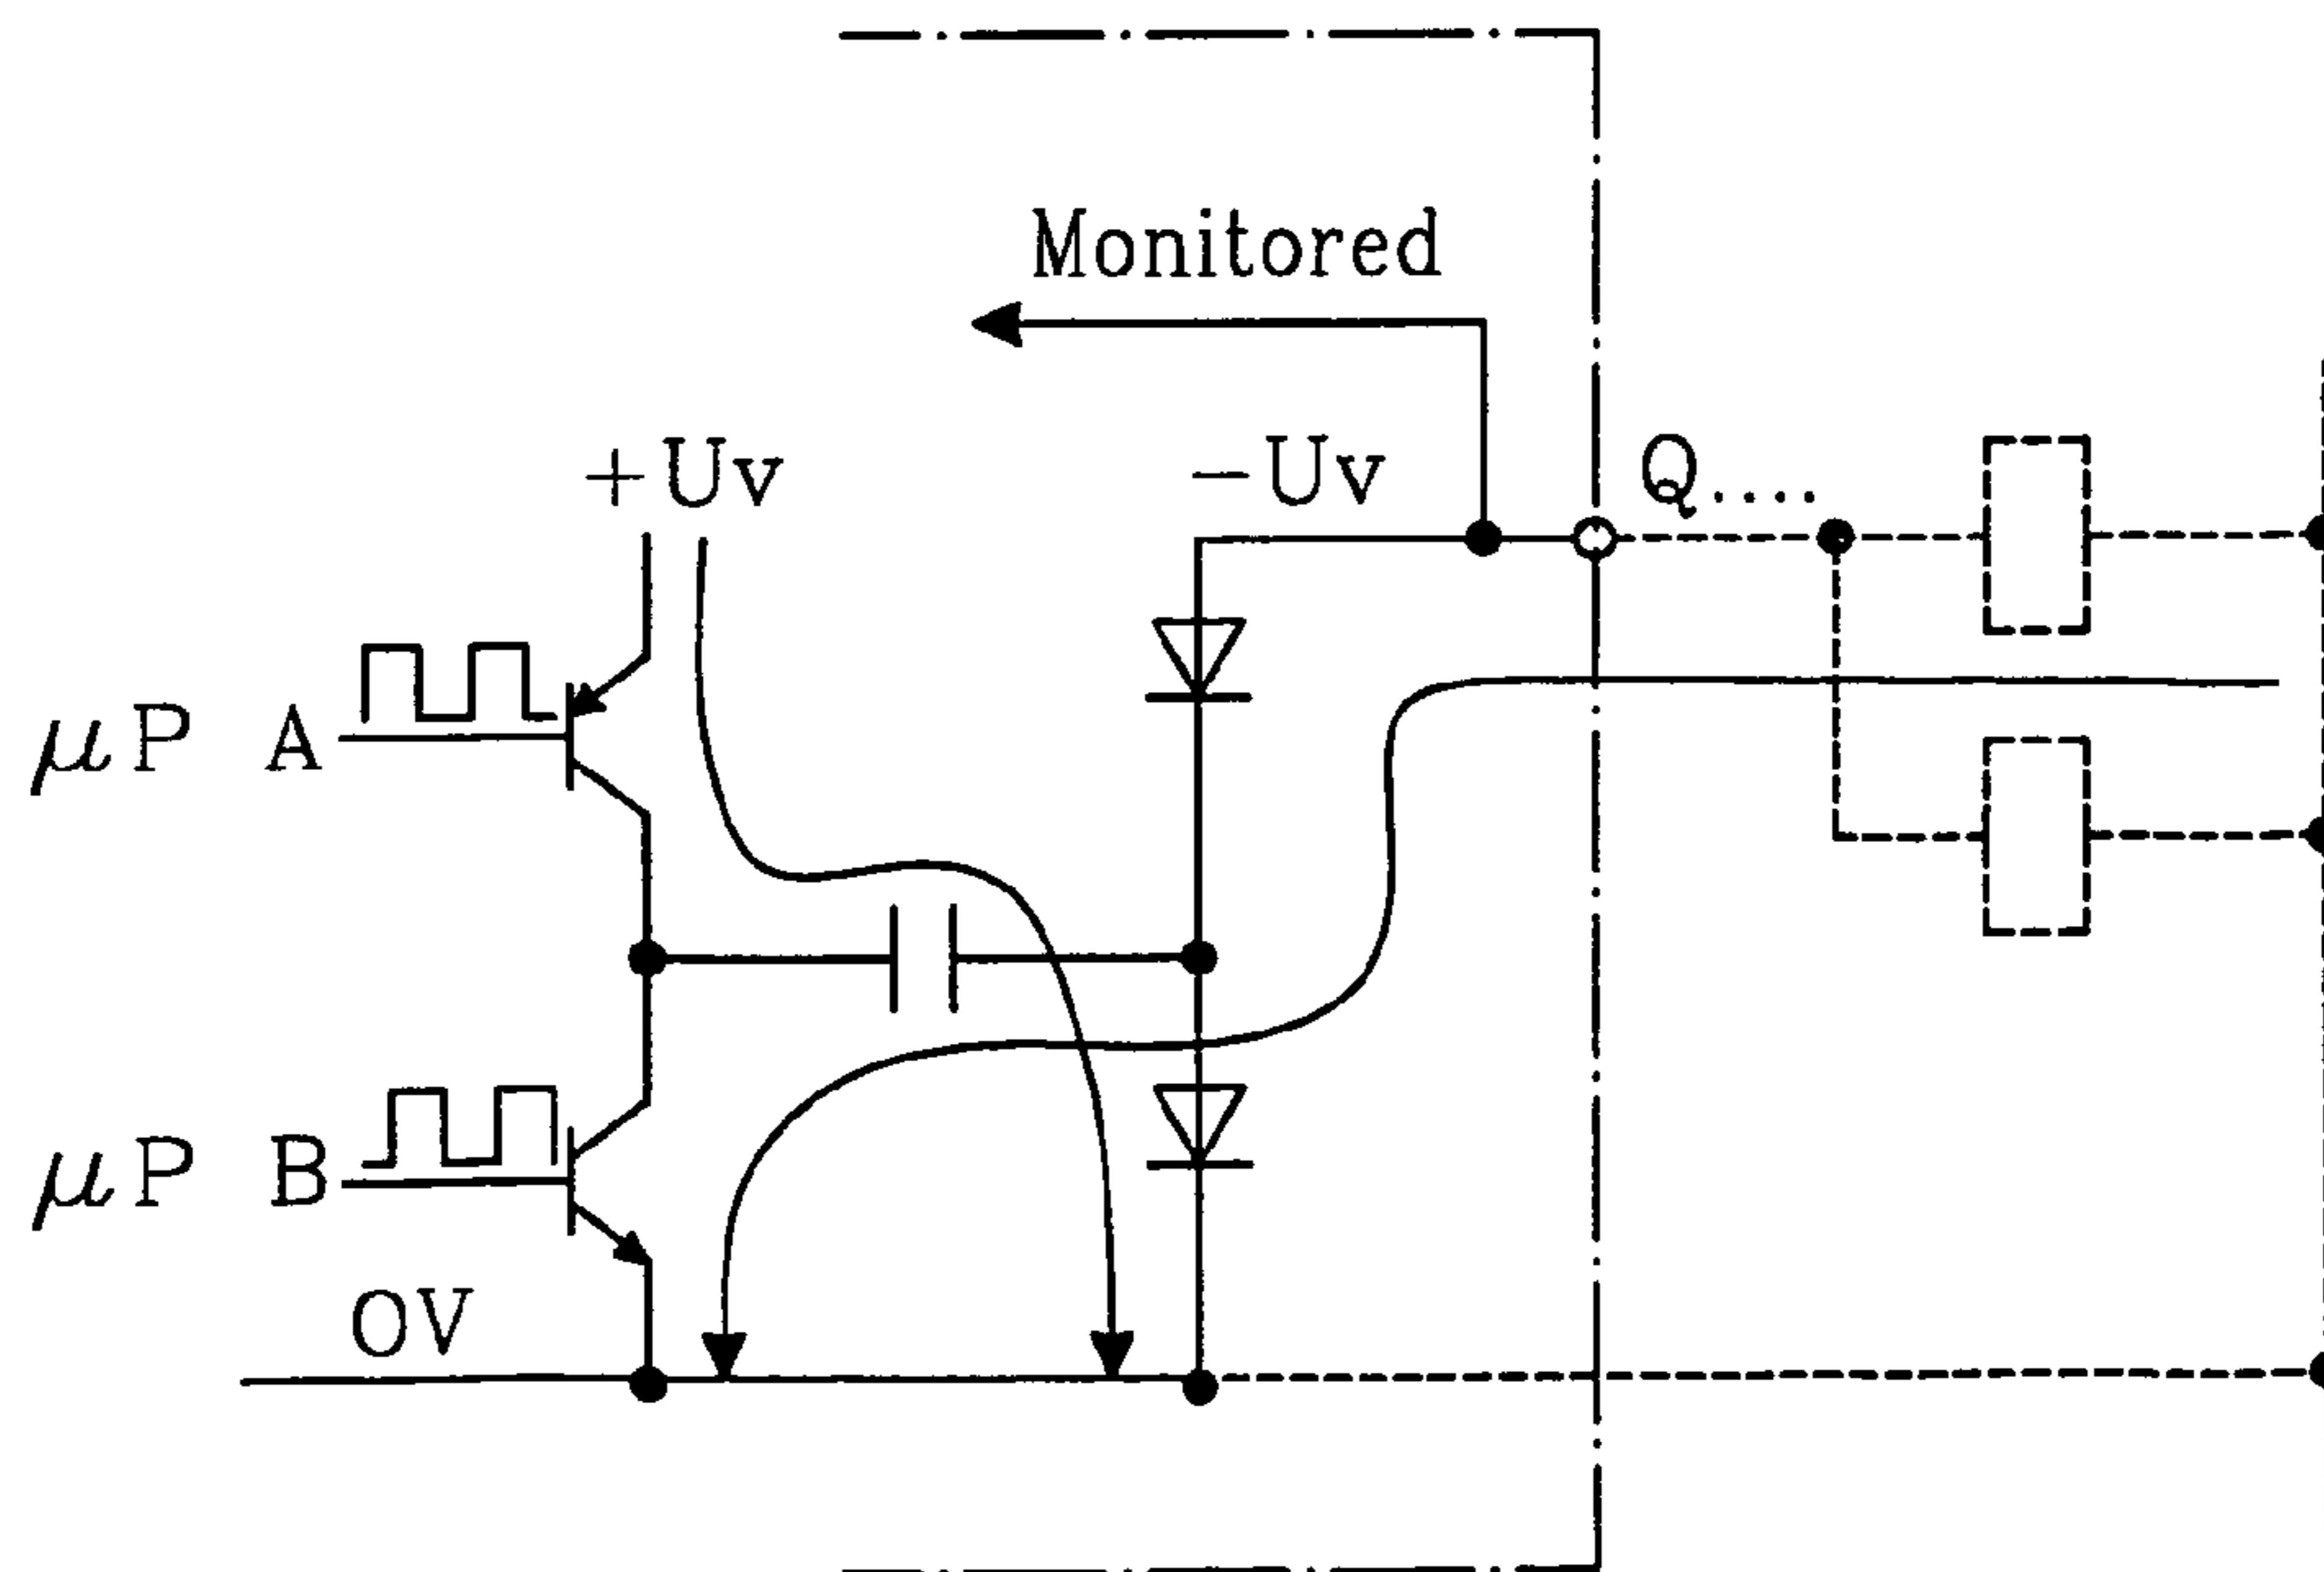 Monitored
+Uv
-Uv
Q....
μP A
μP B
0V